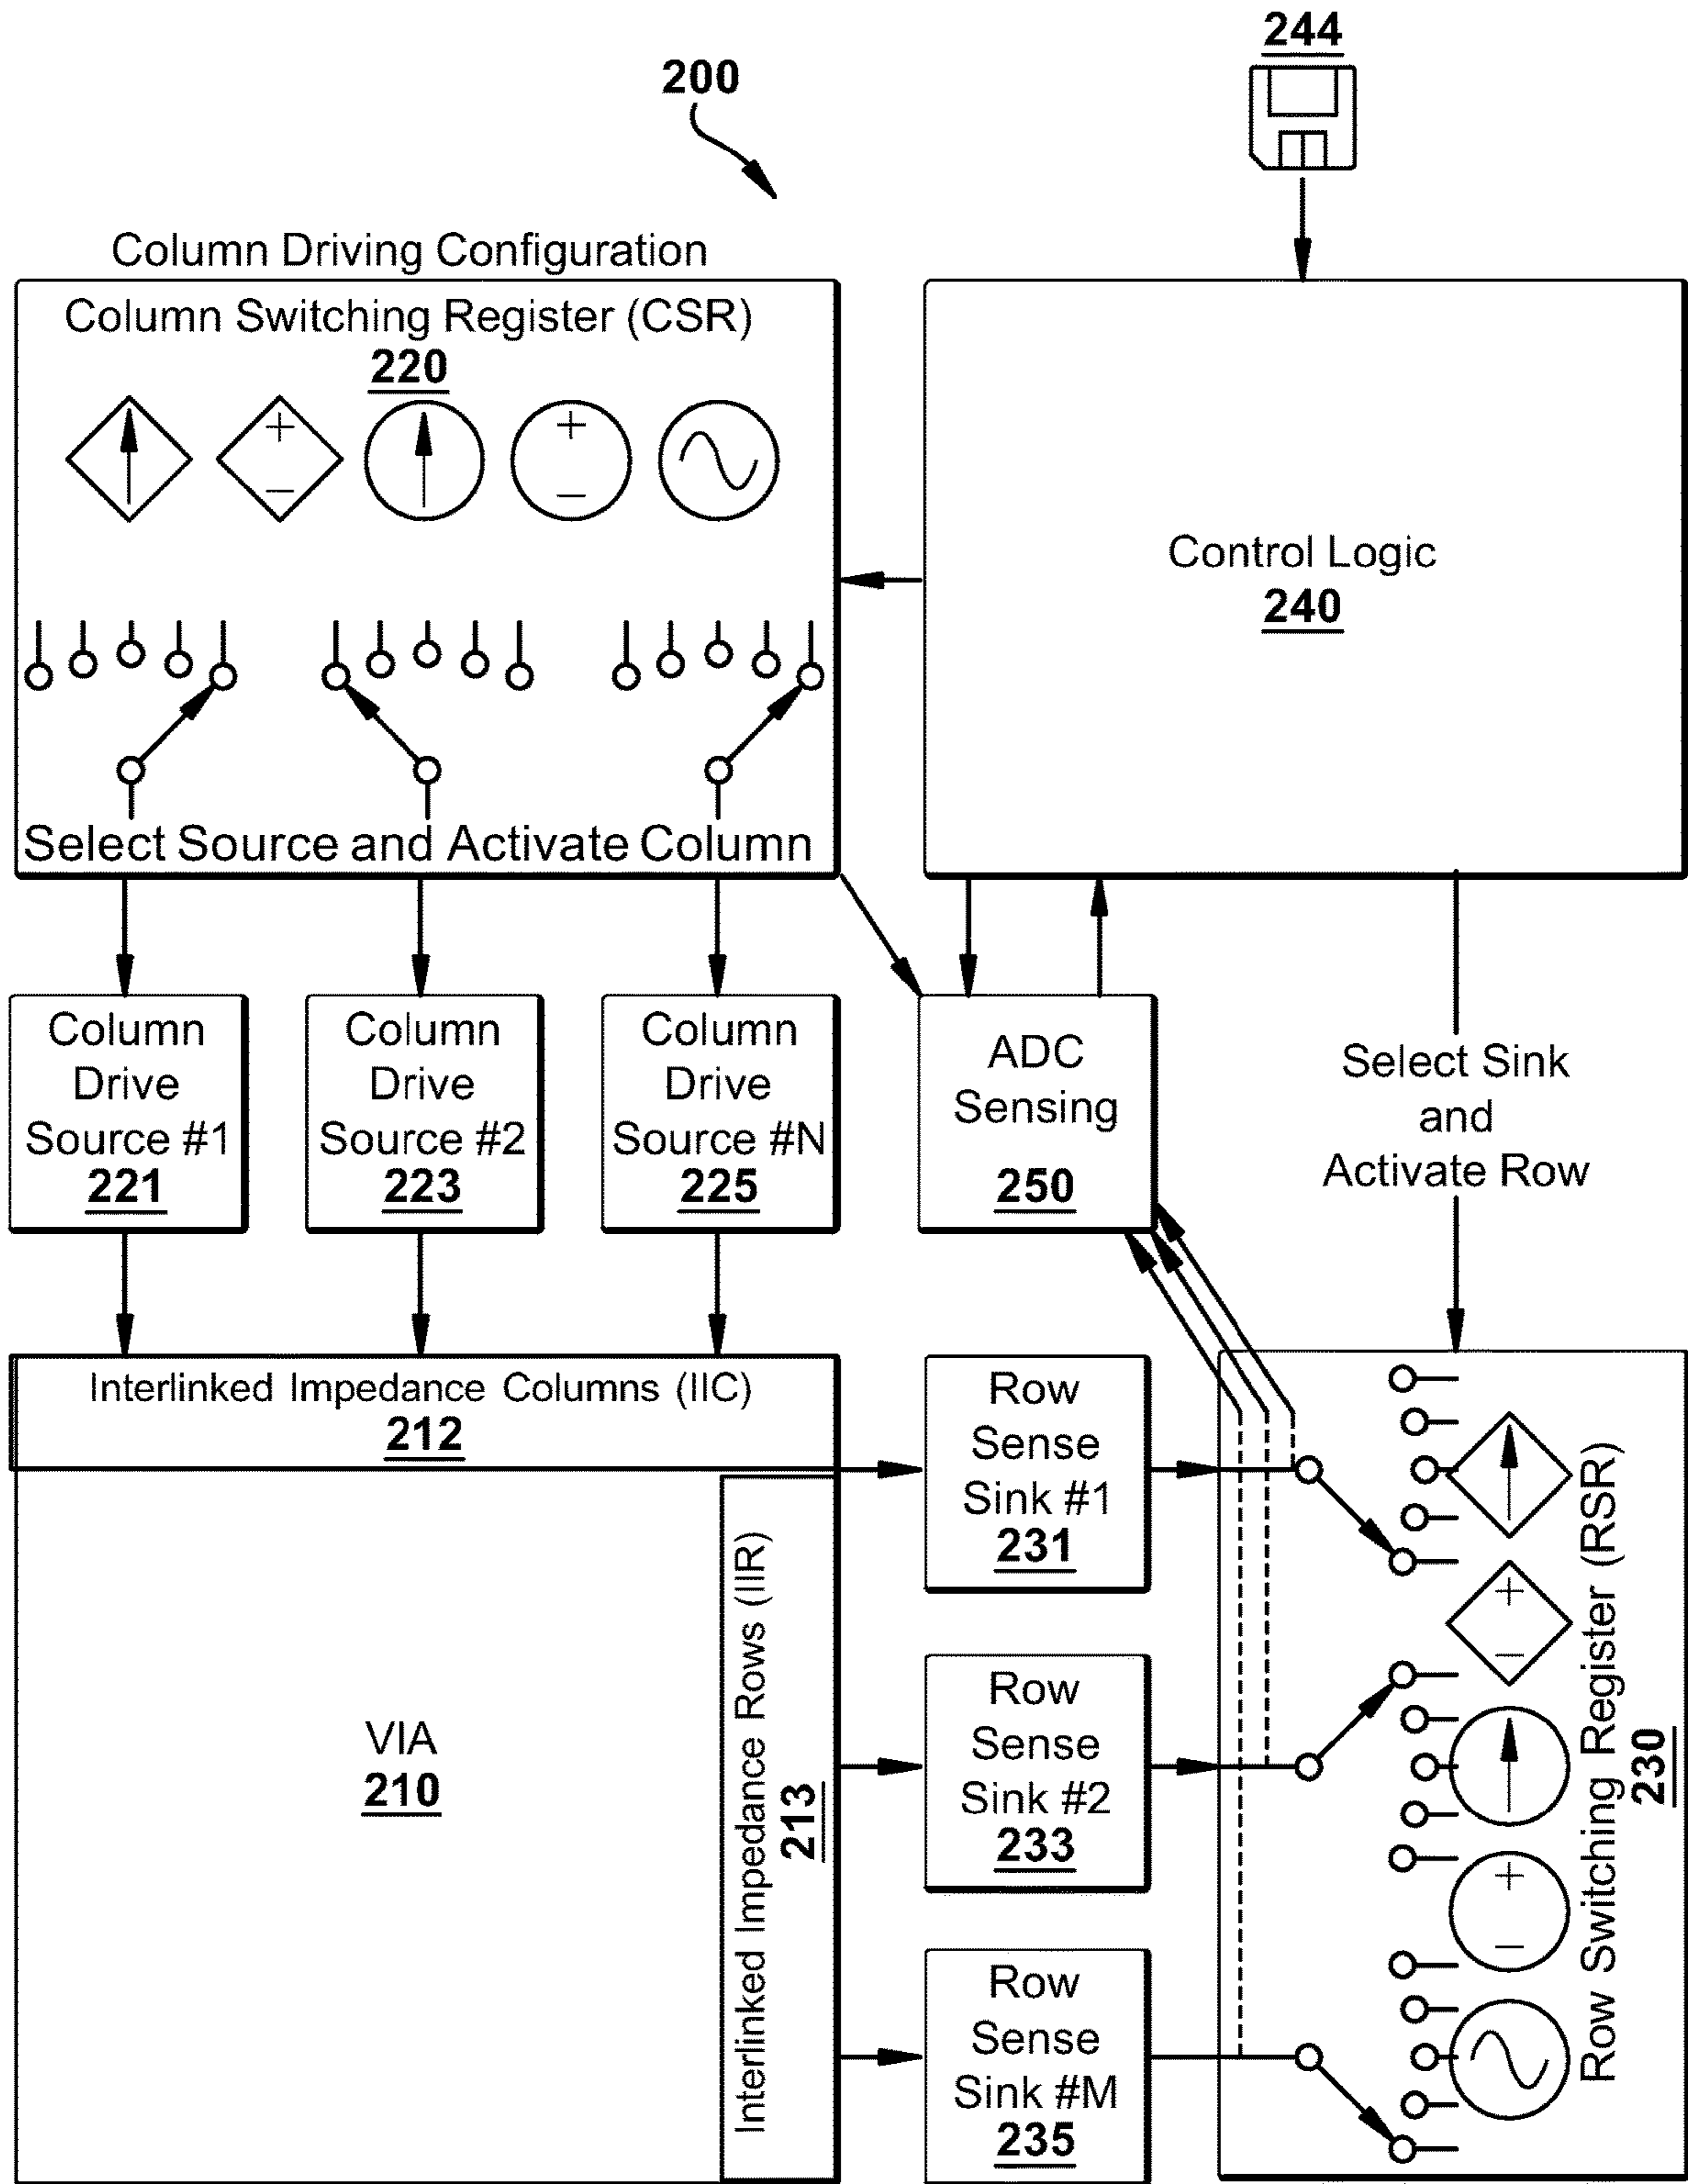 244
200
Column Driving Configuration
Column Switching Register (CSR)
220
+
−
+
−
Select Source and Activate Column
Control Logic
240
Column
Drive
Source #1
221
Column
Drive
Source #2
223
Column
Drive
Source #N
225
ADC
Sensing
250
Select Sink
and
Activate Row
Interlinked Impedance Columns (IIC)
212
VIA
210
Interlinked Impedance Rows (IIR)
213
Row
Sense
Sink #1
231
Row
Sense
Sink #2
233
Row
Sense
Sink #M
235
+
−
+
−
Row Switching Register (RSR)
230